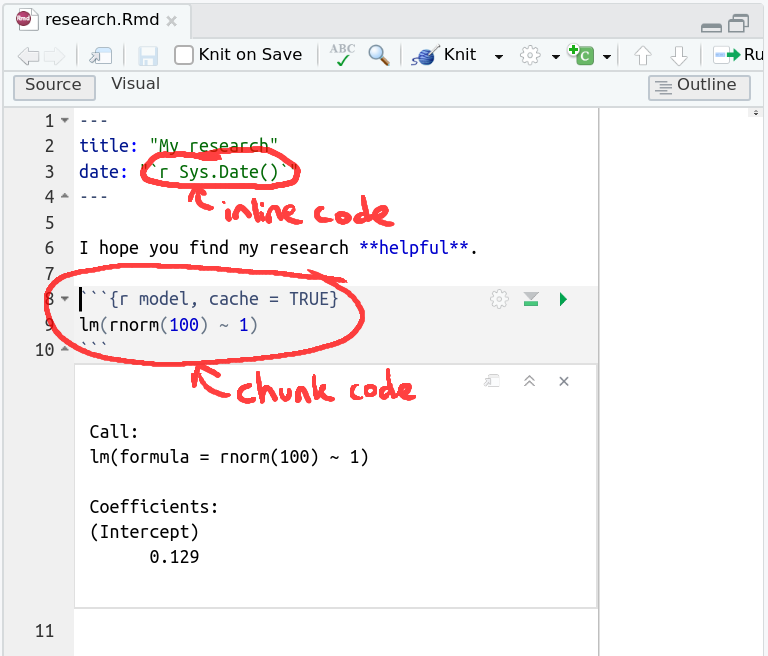 Rmd research.Rmd ×
Knit on Save ABC Knit C Ru
Source Visual Outline
1 ---
2 title: "My research"
3 date: "`r Sys.Date()`"
4 ---
inline code
5
6 I hope you find my research **helpful**.
7
8 ```{r model, cache = TRUE}
9 lm(rnorm(100) ~ 1)
10 ```
chunk code
Call:
lm(formula = rnorm(100) ~ 1)
Coefficients:
(Intercept)
0.129
11